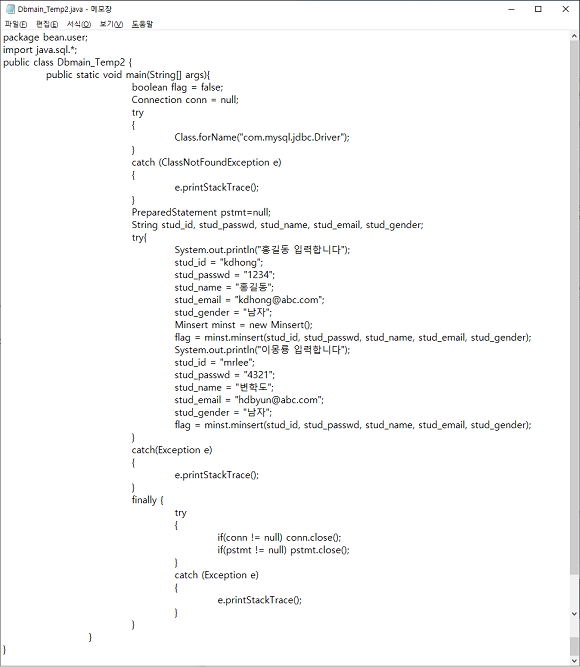 Dbmain_Temp2.java - 메모장
파일(F) 편집(E) 서식(O) 보기(V) 도움말
package bean.user;
import java.sql.*;
public class Dbmain_Temp2 {
public static void main(String[] args){
boolean flag = false;
Connection conn = null;
try
{
Class.forName("com.mysql.jdbc.Driver");
}
catch (ClassNotFoundException e)
{
e.printStackTrace();
}
PreparedStatement pstmt=null;
String stud_id, stud_passwd, stud_name, stud_email, stud_gender;
try{
System.out.println("홍길동 입력합니다");
stud_id = "kdhong";
stud_passwd = "1234";
stud_name = "홍길동";
stud_email = "kdhong@abc.com";
stud_gender = "남자";
Minsert minst = new Minsert();
flag = minst.minsert(stud_id, stud_passwd, stud_name, stud_email, stud_gender);
System.out.println("이몽룡 입력합니다");
stud_id = "mrlee";
stud_passwd = "4321";
stud_name = "변학도";
stud_email = "hdbyun@abc.com";
stud_gender = "남자";
flag = minst.minsert(stud_id, stud_passwd, stud_name, stud_email, stud_gender);
}
catch(Exception e)
{
e.printStackTrace();
}
finally {
try
{
if(conn != null) conn.close();
if(pstmt != null) pstmt.close();
}
catch (Exception e)
{
e.printStackTrace();
}
}
}
}